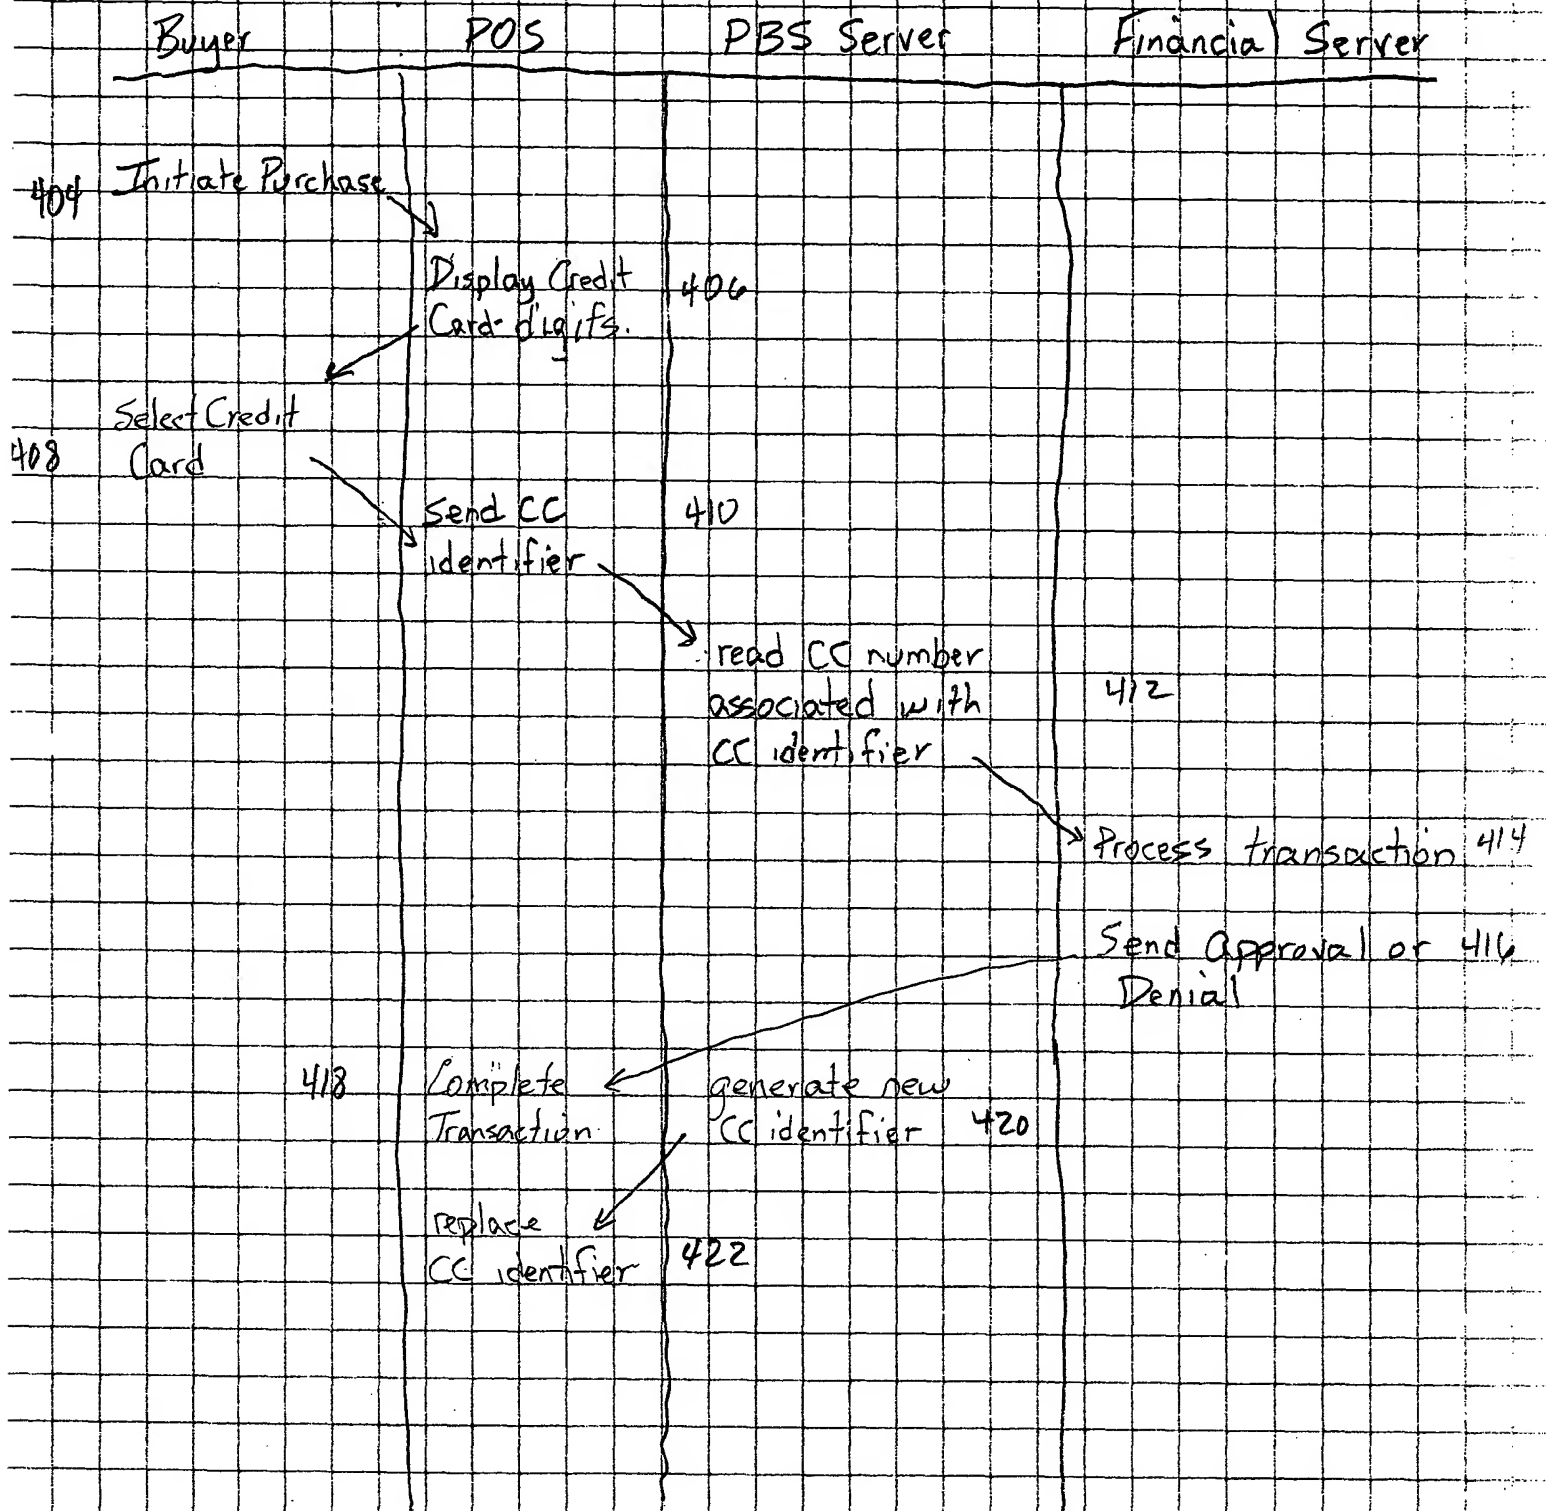 Buyer POS PBS Server Financial Server
404 Initiate Purchase
Display Credit 406
Card digits.
Select Credit
408 Card
Send CC 410
identifier
read CC number
associated with 412
CC identifier
Process transaction 414
Send Approval or 416
Denial
418 Complete generate new
Transaction CC identifier 420
replace
CC identifier 422